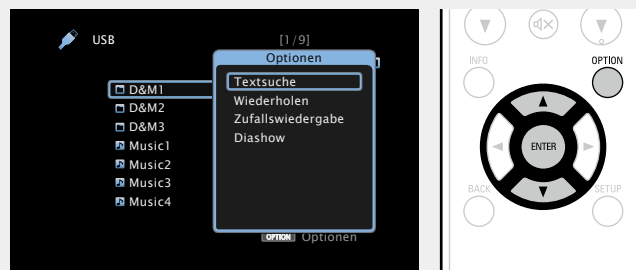 USB
[1/9]
Optionen
Textsuche
Wiederholen
Zufallswiedergabe
Diashow
D&M1
D&M2
D&M3
Music1
Music2
Music3
Music4
OPTION Optionen
INFO
OPTION
ENTER
BACK
SETUP